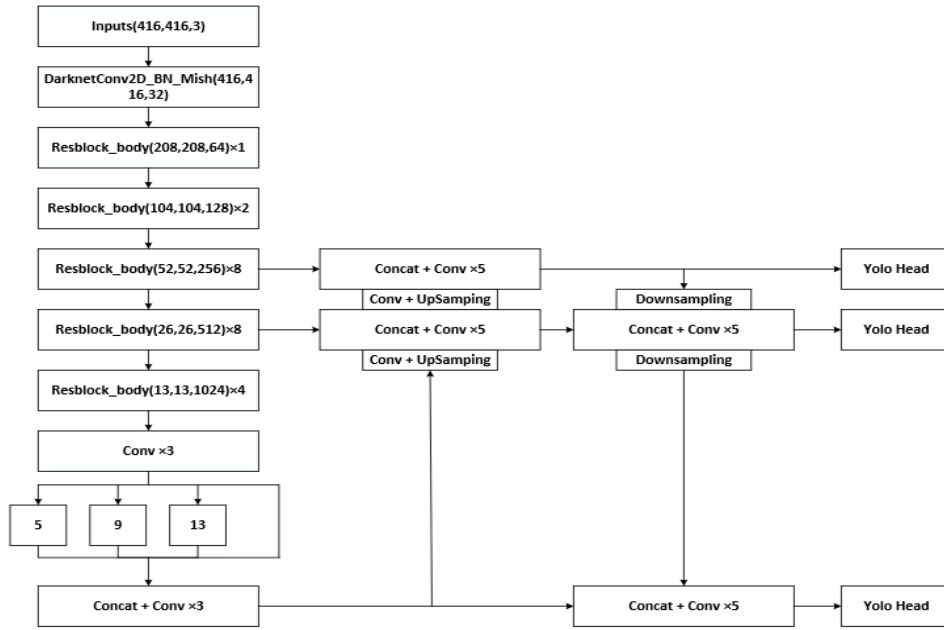 Inputs(416,416,3)
DarknetConv2D_BN_Mish(416,4
16,32)
Resblock_body(208,208,64)×1
Resblock_body(104,104,128)×2
Resblock_body(52,52,256)×8
Concat + Conv ×5
Yolo Head
Conv + UpSamping
Downsampling
Resblock_body(26,26,512)×8
Concat + Conv ×5
Concat + Conv ×5
Yolo Head
Conv + UpSamping
Downsampling
Resblock_body(13,13,1024)×4
Conv ×3
5
9
13
Concat + Conv ×3
Concat + Conv ×5
Yolo Head